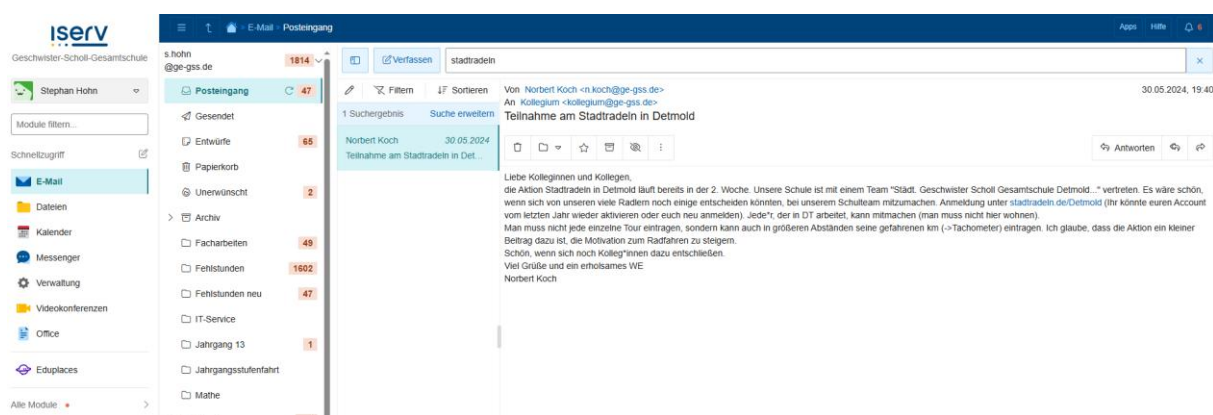 IServ
Geschwister-Scholl-Gesamtschule
Stephan Hohn
Module filtern...
Schnellzugriff
E-Mail
Dateien
Kalender
Messenger
Verwaltung
Videokonferenzen
Office
Eduplaces
Alle Module
E-Mail Posteingang
Apps Hilfe 6
s.hohn
@ge-gss.de 1814
Posteingang 47
Gesendet
Entwürfe 65
Papierkorb
Unerwünscht 2
Archiv
Facharbeiten 49
Fehlstunden 1602
Fehlstunden neu 47
IT-Service
Jahrgang 13 1
Jahrgangsstufenfahrt
Mathe
Verfassen stadtradeln
Filtern Sortieren
1 Suchergebnis Suche erweitern
Norbert Koch 30.05.2024
Teilnahme am Stadtradeln in Det...
Von Norbert Koch <n.koch@ge-gss.de> 30.05.2024, 19:40
An Kollegium <kollegium@ge-gss.de>
Teilnahme am Stadtradeln in Detmold
Antworten
Liebe Kolleginnen und Kollegen,
die Aktion Stadtradeln in Detmold läuft bereits in der 2. Woche. Unsere Schule ist mit einem Team "Städt. Geschwister Scholl Gesamtschule Detmold..." vertreten. Es wäre schön,
wenn sich von unseren viele Radlern noch einige entscheiden könnten, bei unserem Schulteam mitzumachen. Anmeldung unter stadtradeln.de/Detmold (Ihr könnte euren Account
vom letzten Jahr wieder aktivieren oder euch neu anmelden). Jede*r, der in DT arbeitet, kann mitmachen (man muss nicht hier wohnen).
Man muss nicht jede einzelne Tour eintragen, sondern kann auch in größeren Abständen seine gefahrenen km (->Tachometer) eintragen. Ich glaube, dass die Aktion ein kleiner
Beitrag dazu ist, die Motivation zum Radfahren zu steigern.
Schön, wenn sich noch Kolleg*innen dazu entschließen.
Viel Grüße und ein erholsames WE
Norbert Koch